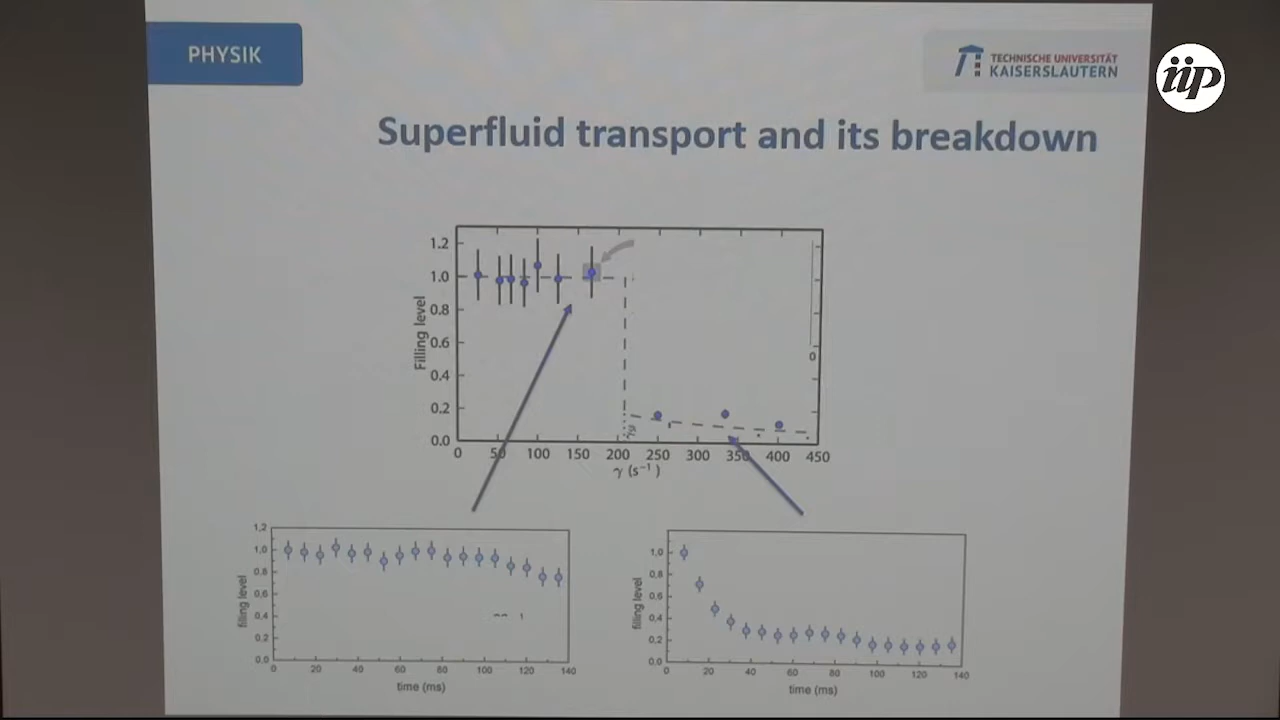 PHYSIK
TECHNISCHE UNIVERSITÄT
KAISERSLAUTERN
iip
Superfluid transport and its breakdown
1.2
1.0
0.8
0.6
0.4
0.2
0.0
Filling level
0
0 50 100 150 200 250 300 350 400 450
γ (s⁻¹)
1,2
1,0
0,8
0,6
0,4
0,2
0,0
filling level
0 20 40 60 80 100 120 140
time (ms)
1,0
0,8
0,6
0,4
0,2
0,0
filling level
0 20 40 60 80 100 120 140
time (ms)